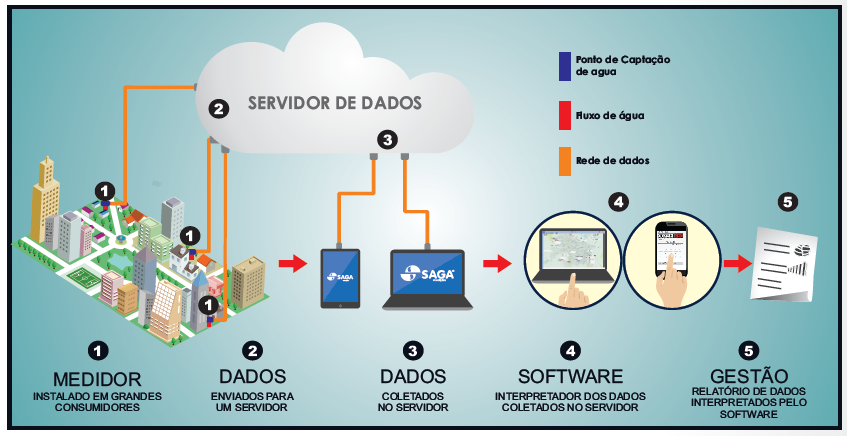 SERVIDOR DE DADOS
Ponto de Captação
de agua
Fluxo de água
Rede de dados
2
3
1
1
1
4
5
SAGA
SAGA
1
MEDIDOR
INSTALADO EM GRANDES
CONSUMIDORES
2
DADOS
ENVIADOS PARA
UM SERVIDOR
3
DADOS
COLETADOS
NO SERVIDOR
4
SOFTWARE
INTERPRETADOR DOS DADOS
COLETADOS NO SERVIDOR
5
GESTÃO
RELATÓRIO DE DADOS
INTERPRETADOS PELO
SOFTWARE